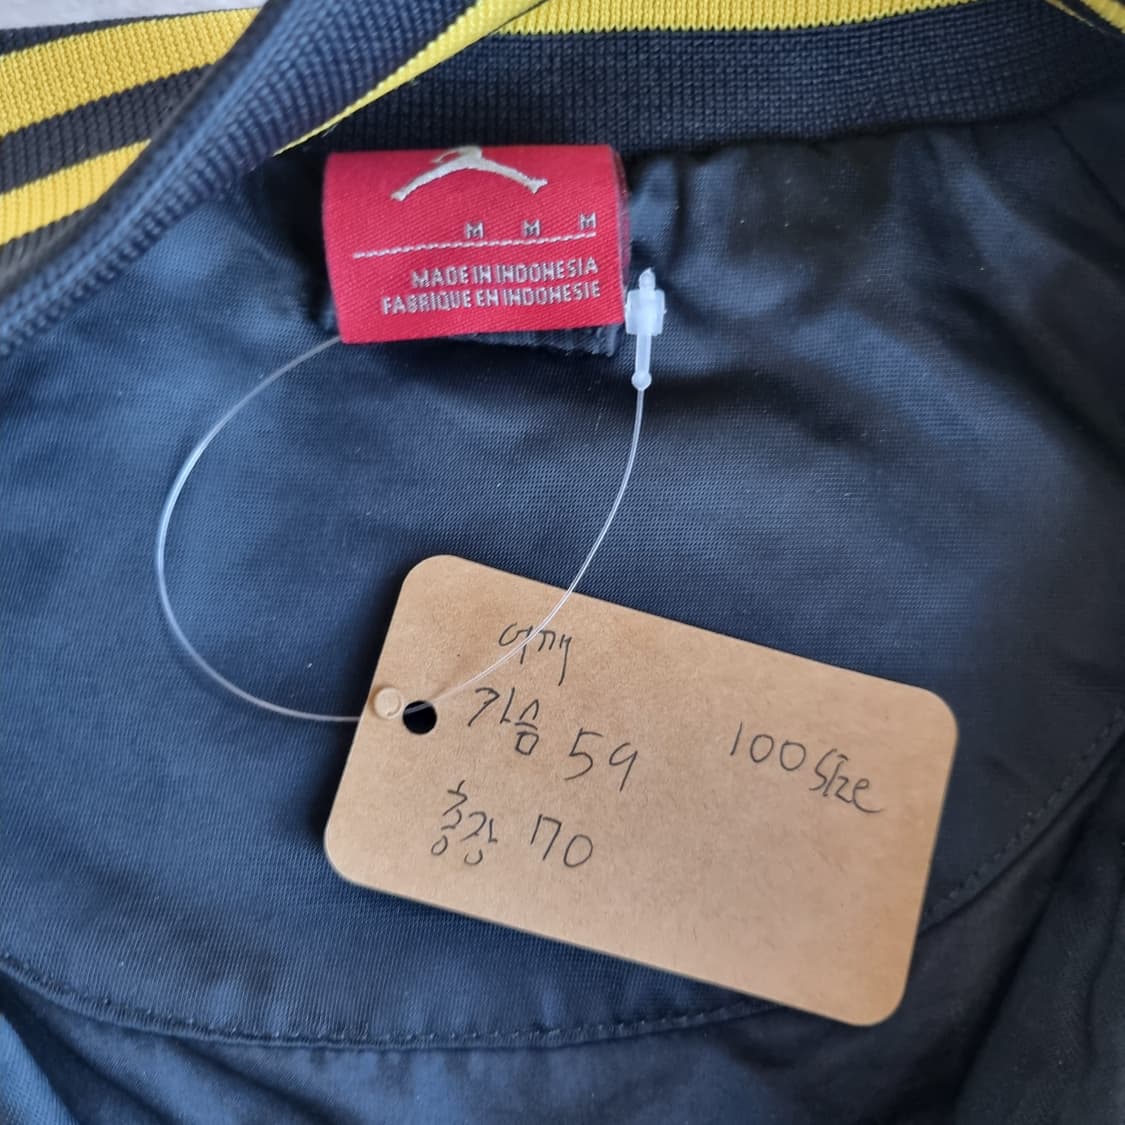 M M M
MADE IN INDONESIA
FABRIQUE EN INDONESIE
어깨
가슴 59
총장 70
100 Size